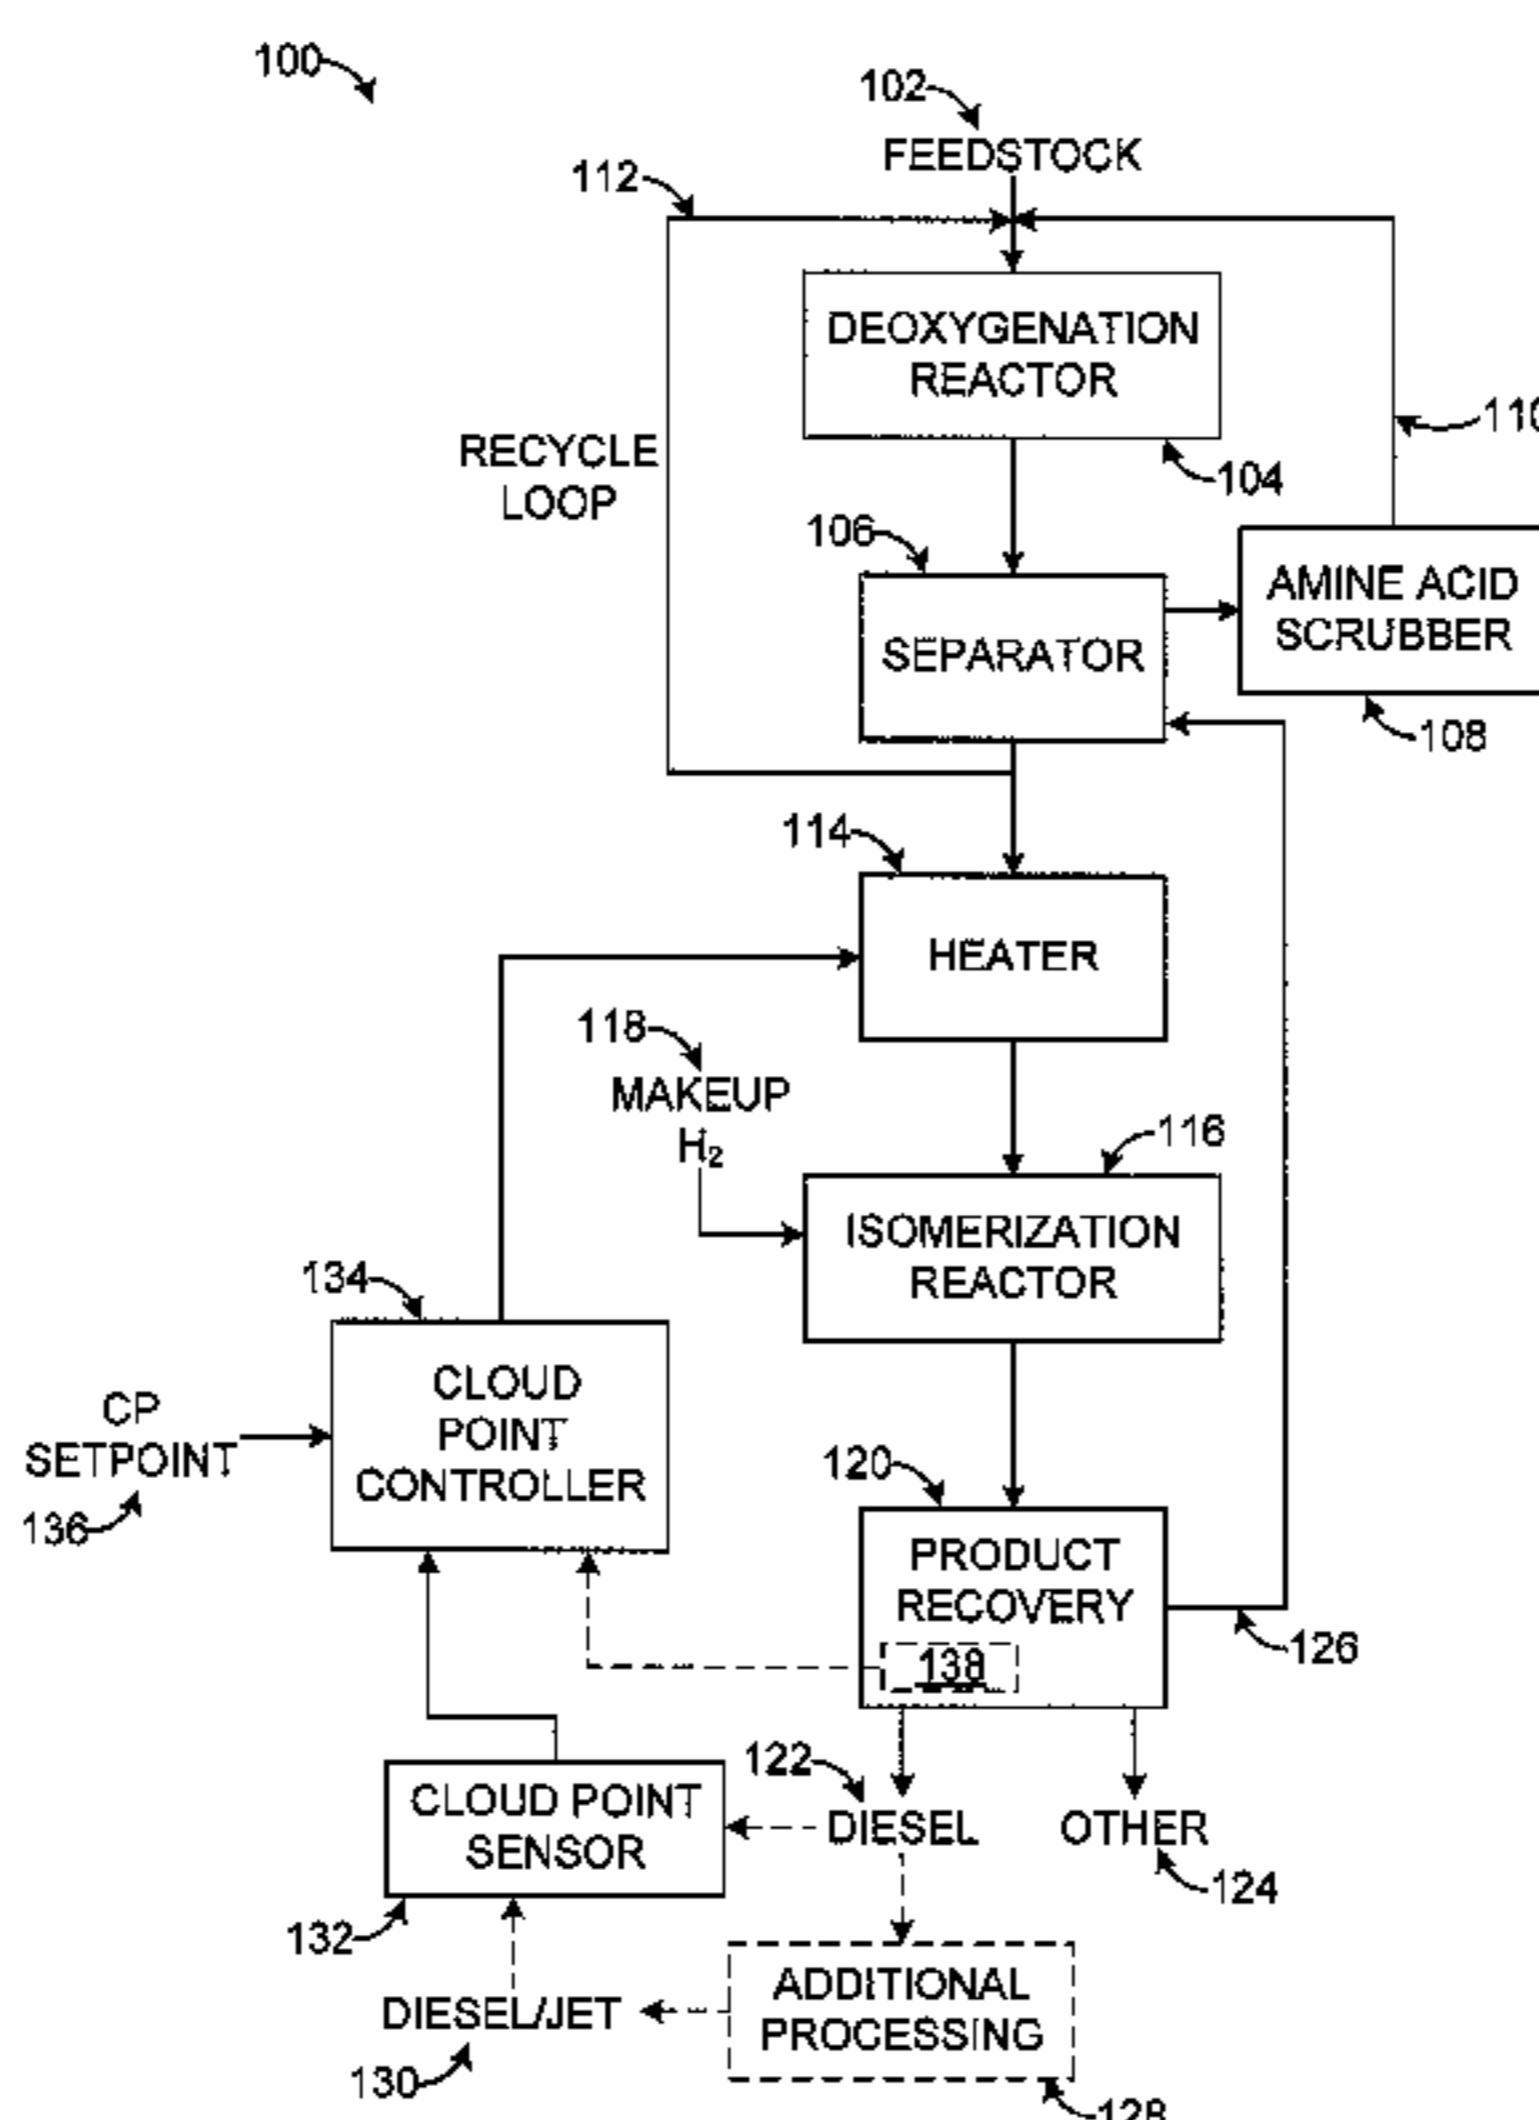 100
102
FEEDSTOCK
112
DEOXYGENATION
REACTOR
110
RECYCLE
LOOP
104
106
AMINE ACID
SCRUBBER
SEPARATOR
108
114
HEATER
118
MAKEUP
H₂
116
ISOMERIZATION
REACTOR
134
CLOUD
POINT
CONTROLLER
CP
SETPOINT
136
120
PRODUCT
RECOVERY
138
126
122
CLOUD POINT
SENSOR
DIESEL
OTHER
124
132
ADDITIONAL
PROCESSING
DIESEL/JET
130
128